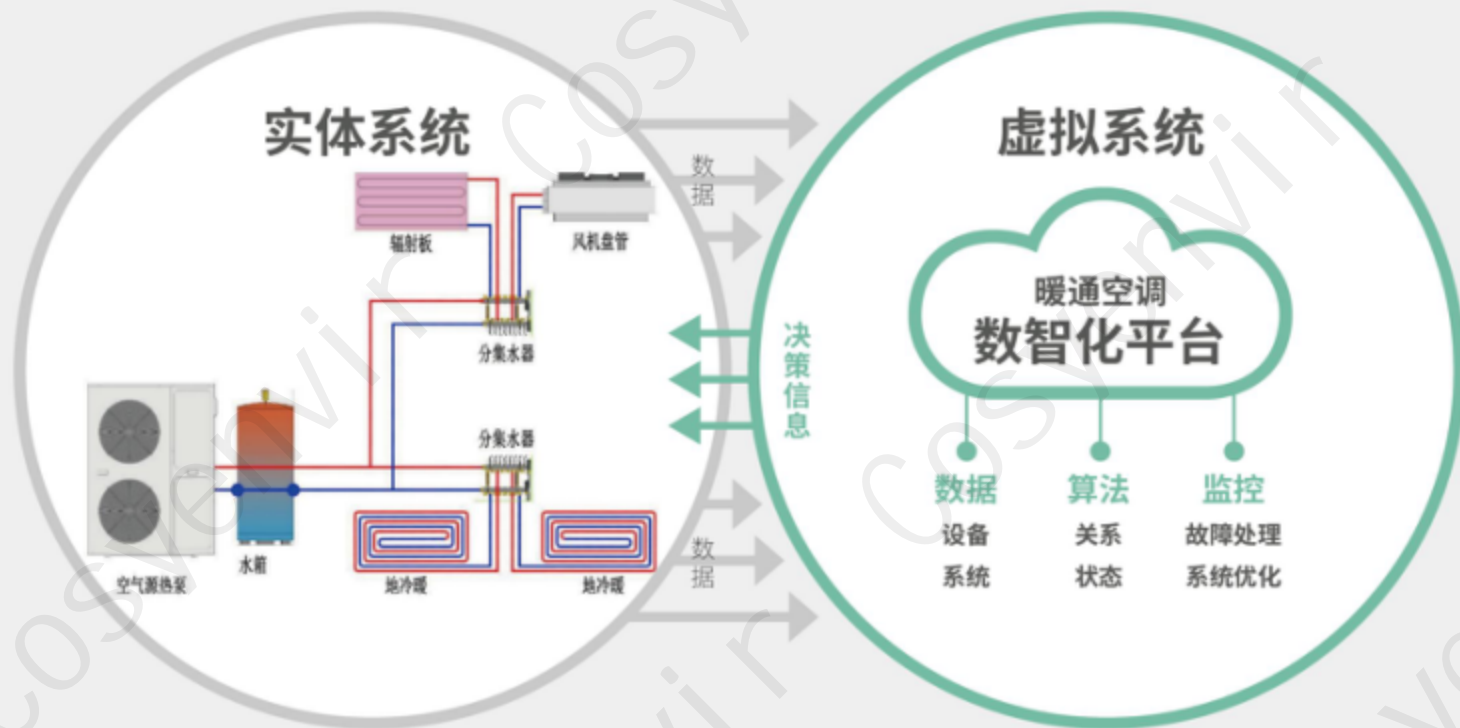 实体系统
辐射板
风机盘管
分集水器
分集水器
空气源热泵
水箱
地冷暖
地冷暖
数据
数据
决策信息
虚拟系统
暖通空调
数智化平台
数据
设备
系统
算法
关系
状态
监控
故障处理
系统优化
Cosyenvir
Cosyenvir
Cosyenvir